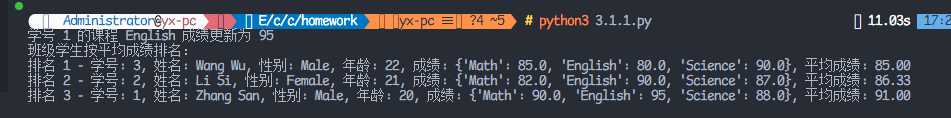 Administrator@yx-pc E/c/c/homework yx-pc ☰ ?4 ~5 # python3 3.1.1.py 11.03s 17:2
学号 1 的课程 English 成绩更新为 95
班级学生按平均成绩排名:
排名 1 - 学号: 3, 姓名: Wang Wu, 性别: Male, 年龄: 22, 成绩: {'Math': 85.0, 'English': 80.0, 'Science': 90.0}, 平均成绩: 85.00
排名 2 - 学号: 2, 姓名: Li Si, 性别: Female, 年龄: 21, 成绩: {'Math': 82.0, 'English': 90.0, 'Science': 87.0}, 平均成绩: 86.33
排名 3 - 学号: 1, 姓名: Zhang San, 性别: Male, 年龄: 20, 成绩: {'Math': 90.0, 'English': 95, 'Science': 88.0}, 平均成绩: 91.00